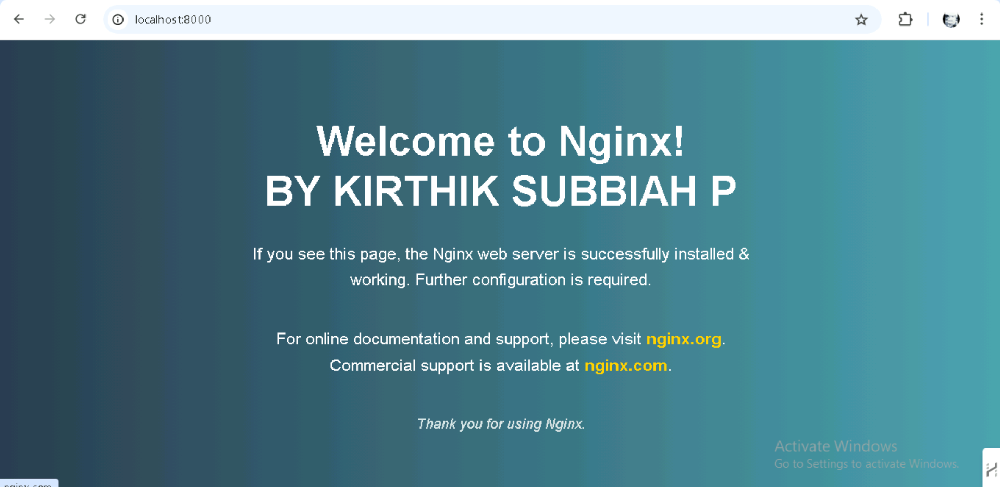 localhost:8000
Welcome to Nginx!
BY KIRTHIK SUBBIAH P
If you see this page, the Nginx web server is successfully installed &
working. Further configuration is required.
For online documentation and support, please visit nginx.org.
Commercial support is available at nginx.com.
Thank you for using Nginx.
Activate Windows
Go to Settings to activate Windows.
nginx.com